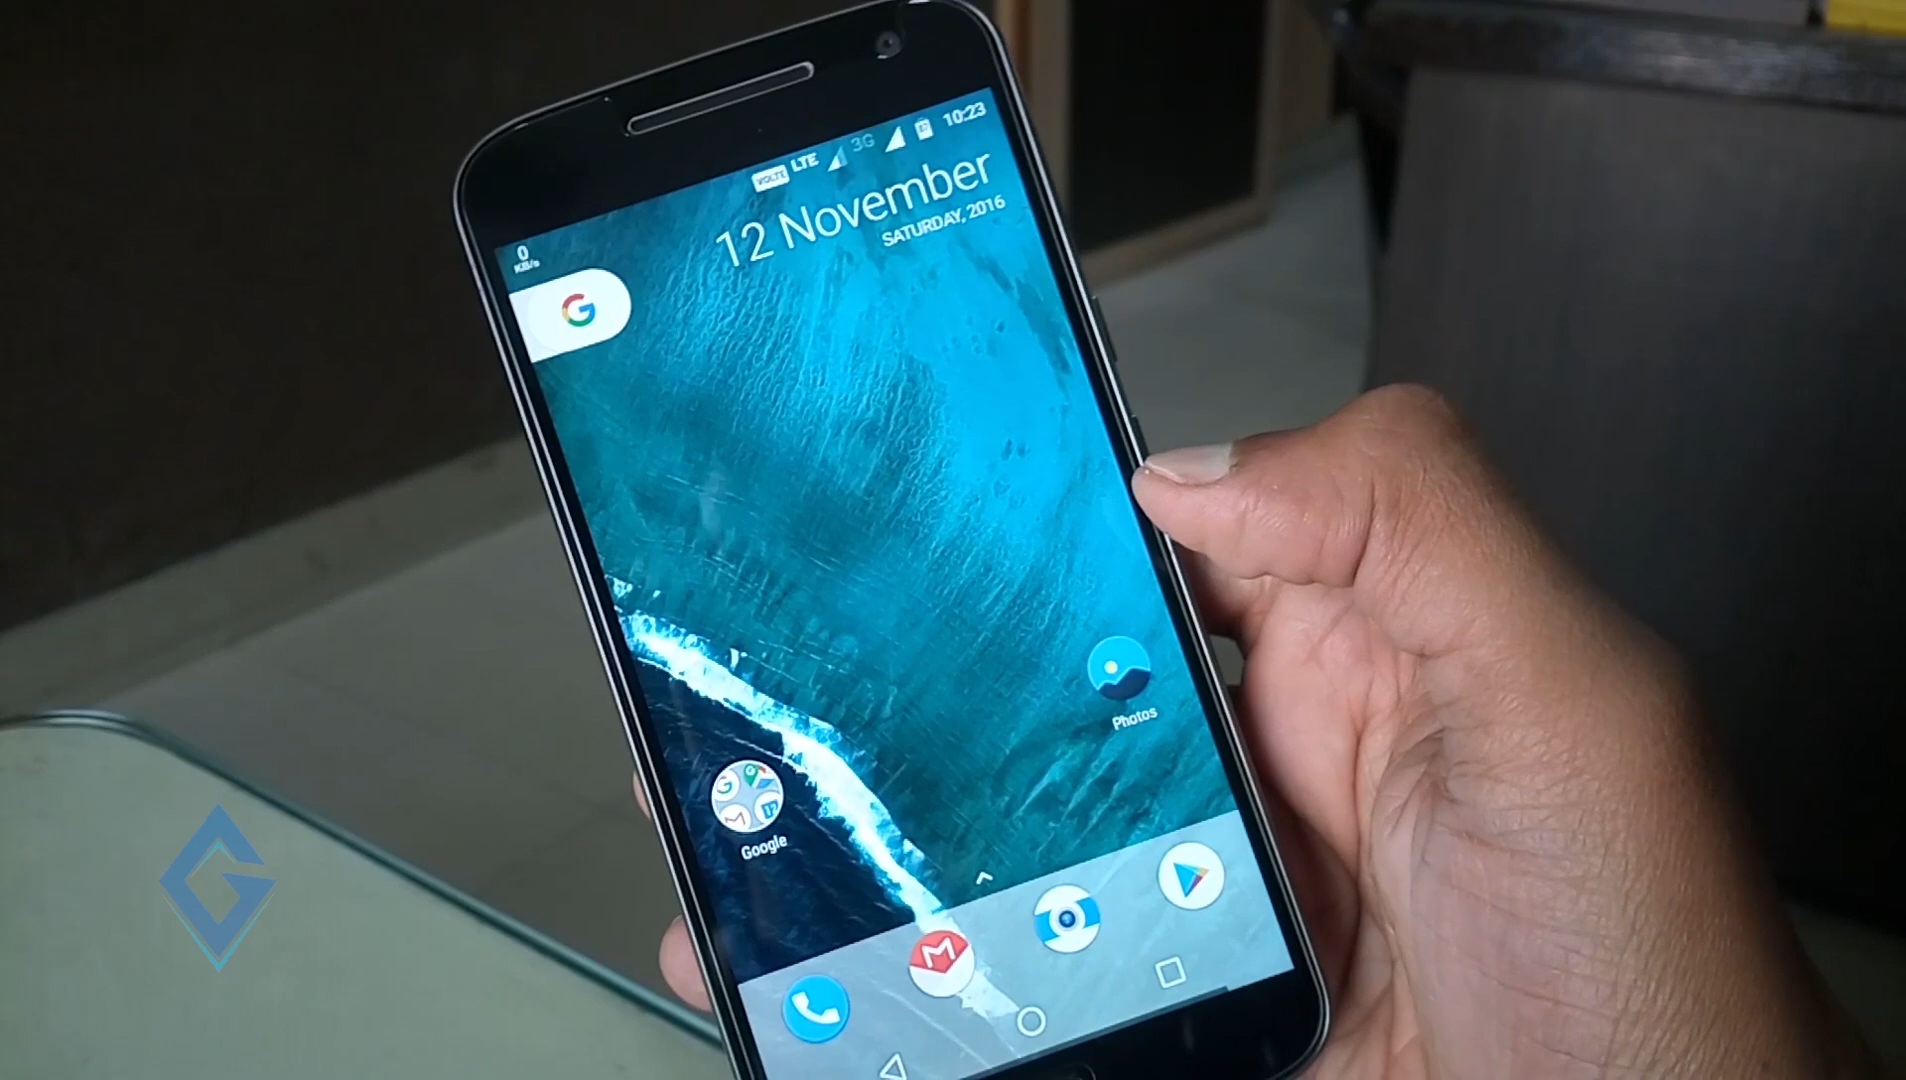 VOLTE LTE 3G 10:23
0
KB/s
12 November
SATURDAY, 2016
G
Photos
Google